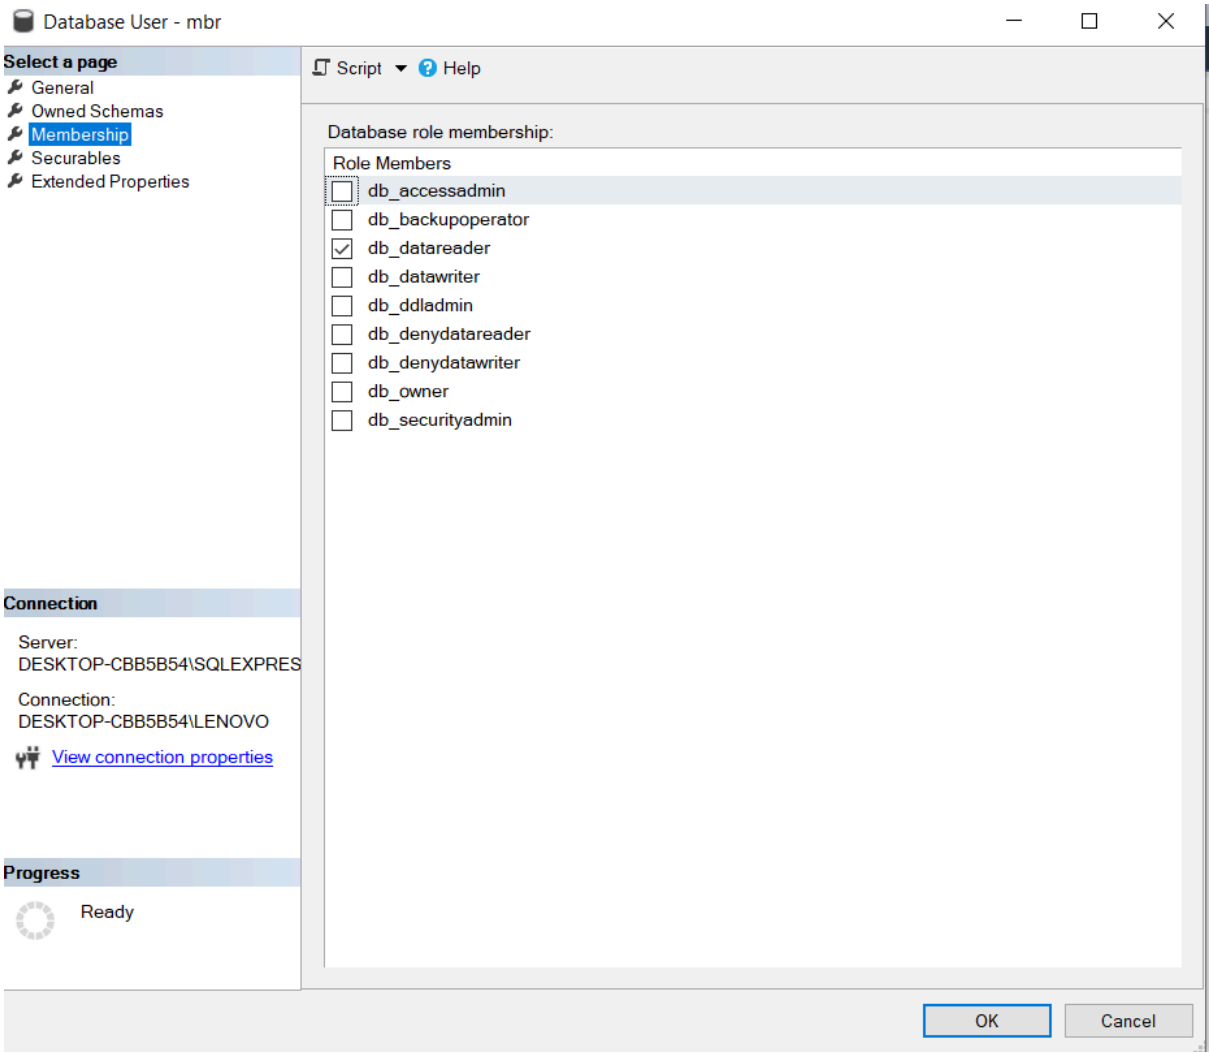 Database User - mbr
Select a page
General
Owned Schemas
Membership
Securables
Extended Properties
Script
Help
Database role membership:
Role Members
db_accessadmin
db_backupoperator
db_datareader
db_datawriter
db_ddladmin
db_denydatareader
db_denydatawriter
db_owner
db_securityadmin
Connection
Server:
DESKTOP-CBB5B54\SQLEXPRES
Connection:
DESKTOP-CBB5B54\LENOVO
View connection properties
Progress
Ready
OK
Cancel